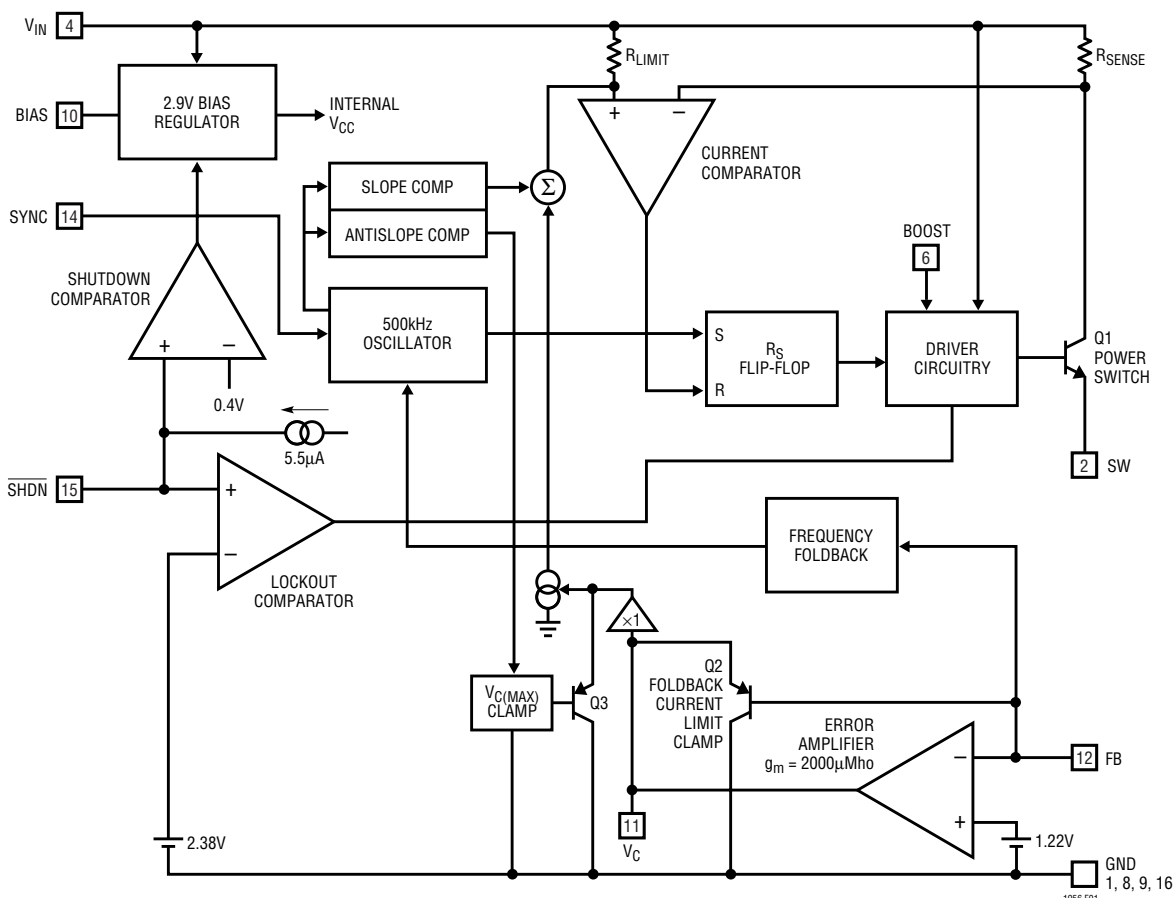 VIN 4
RLIMIT
RSENSE
BIAS 10
2.9V BIAS
REGULATOR
INTERNAL
VCC
+
−
CURRENT
COMPARATOR
SLOPE COMP
Σ
ANTISLOPE COMP
SYNC 14
BOOST
6
SHUTDOWN
COMPARATOR
+
−
0.4V
500kHz
OSCILLATOR
S
R
RS
FLIP-FLOP
DRIVER
CIRCUITRY
Q1
POWER
SWITCH
5.5µA
2 SW
SHDN 15
+
−
LOCKOUT
COMPARATOR
FREQUENCY
FOLDBACK
×1
VC(MAX)
CLAMP
Q3
Q2
FOLDBACK
CURRENT
LIMIT
CLAMP
ERROR
AMPLIFIER
gm = 2000µMho
−
+
12 FB
11
VC
2.38V
1.22V
GND
1, 8, 9, 16
1956 F01